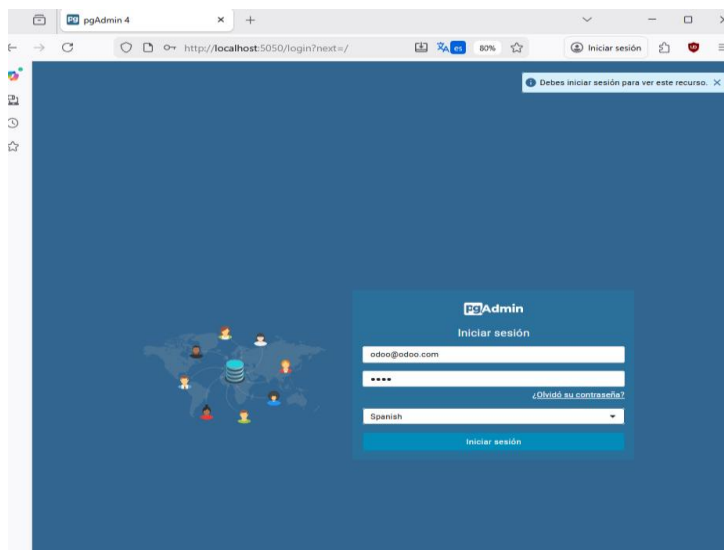 pgAdmin 4
http://localhost:5050/login?next=/
es
80%
Iniciar sesión
Debes iniciar sesión para ver este recurso.
pgAdmin
Iniciar sesión
odoo@odoo.com
••••
¿Olvidó su contraseña?
Spanish
Iniciar sesión